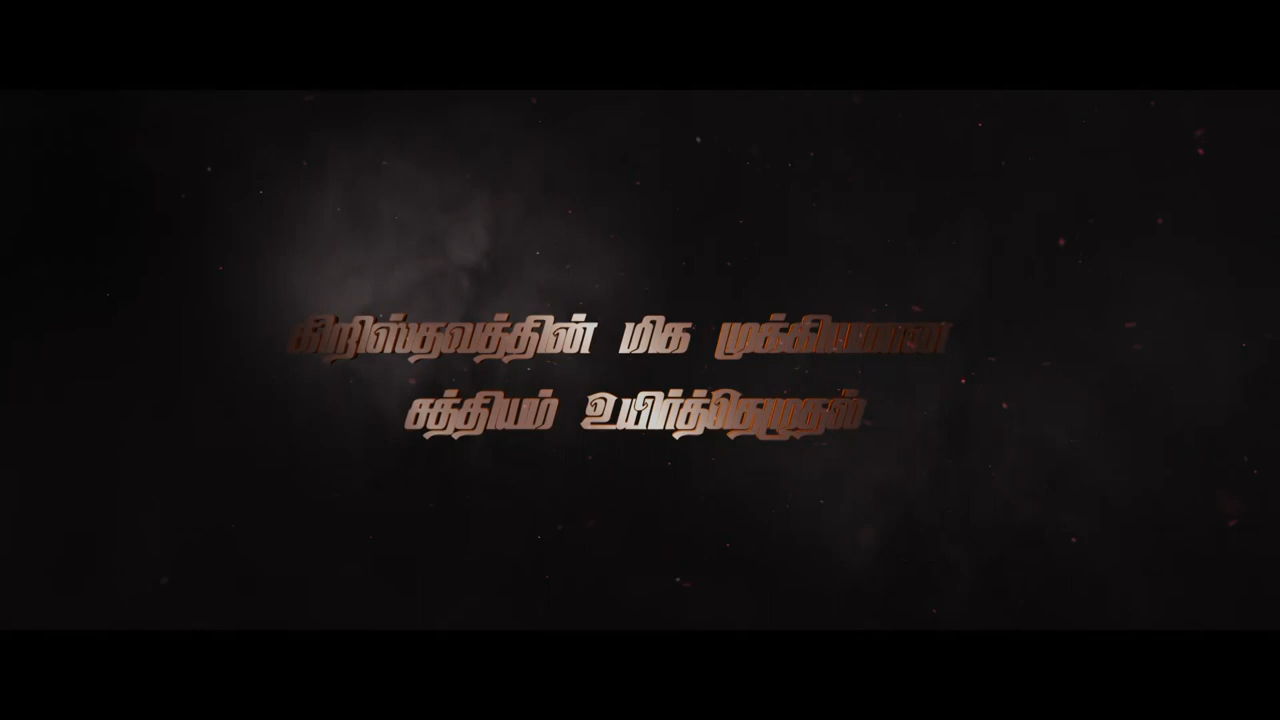 கிறிஸ்தவத்தின் மிக முக்கியமான
சத்தியம் உயிர்த்தெழுதல்